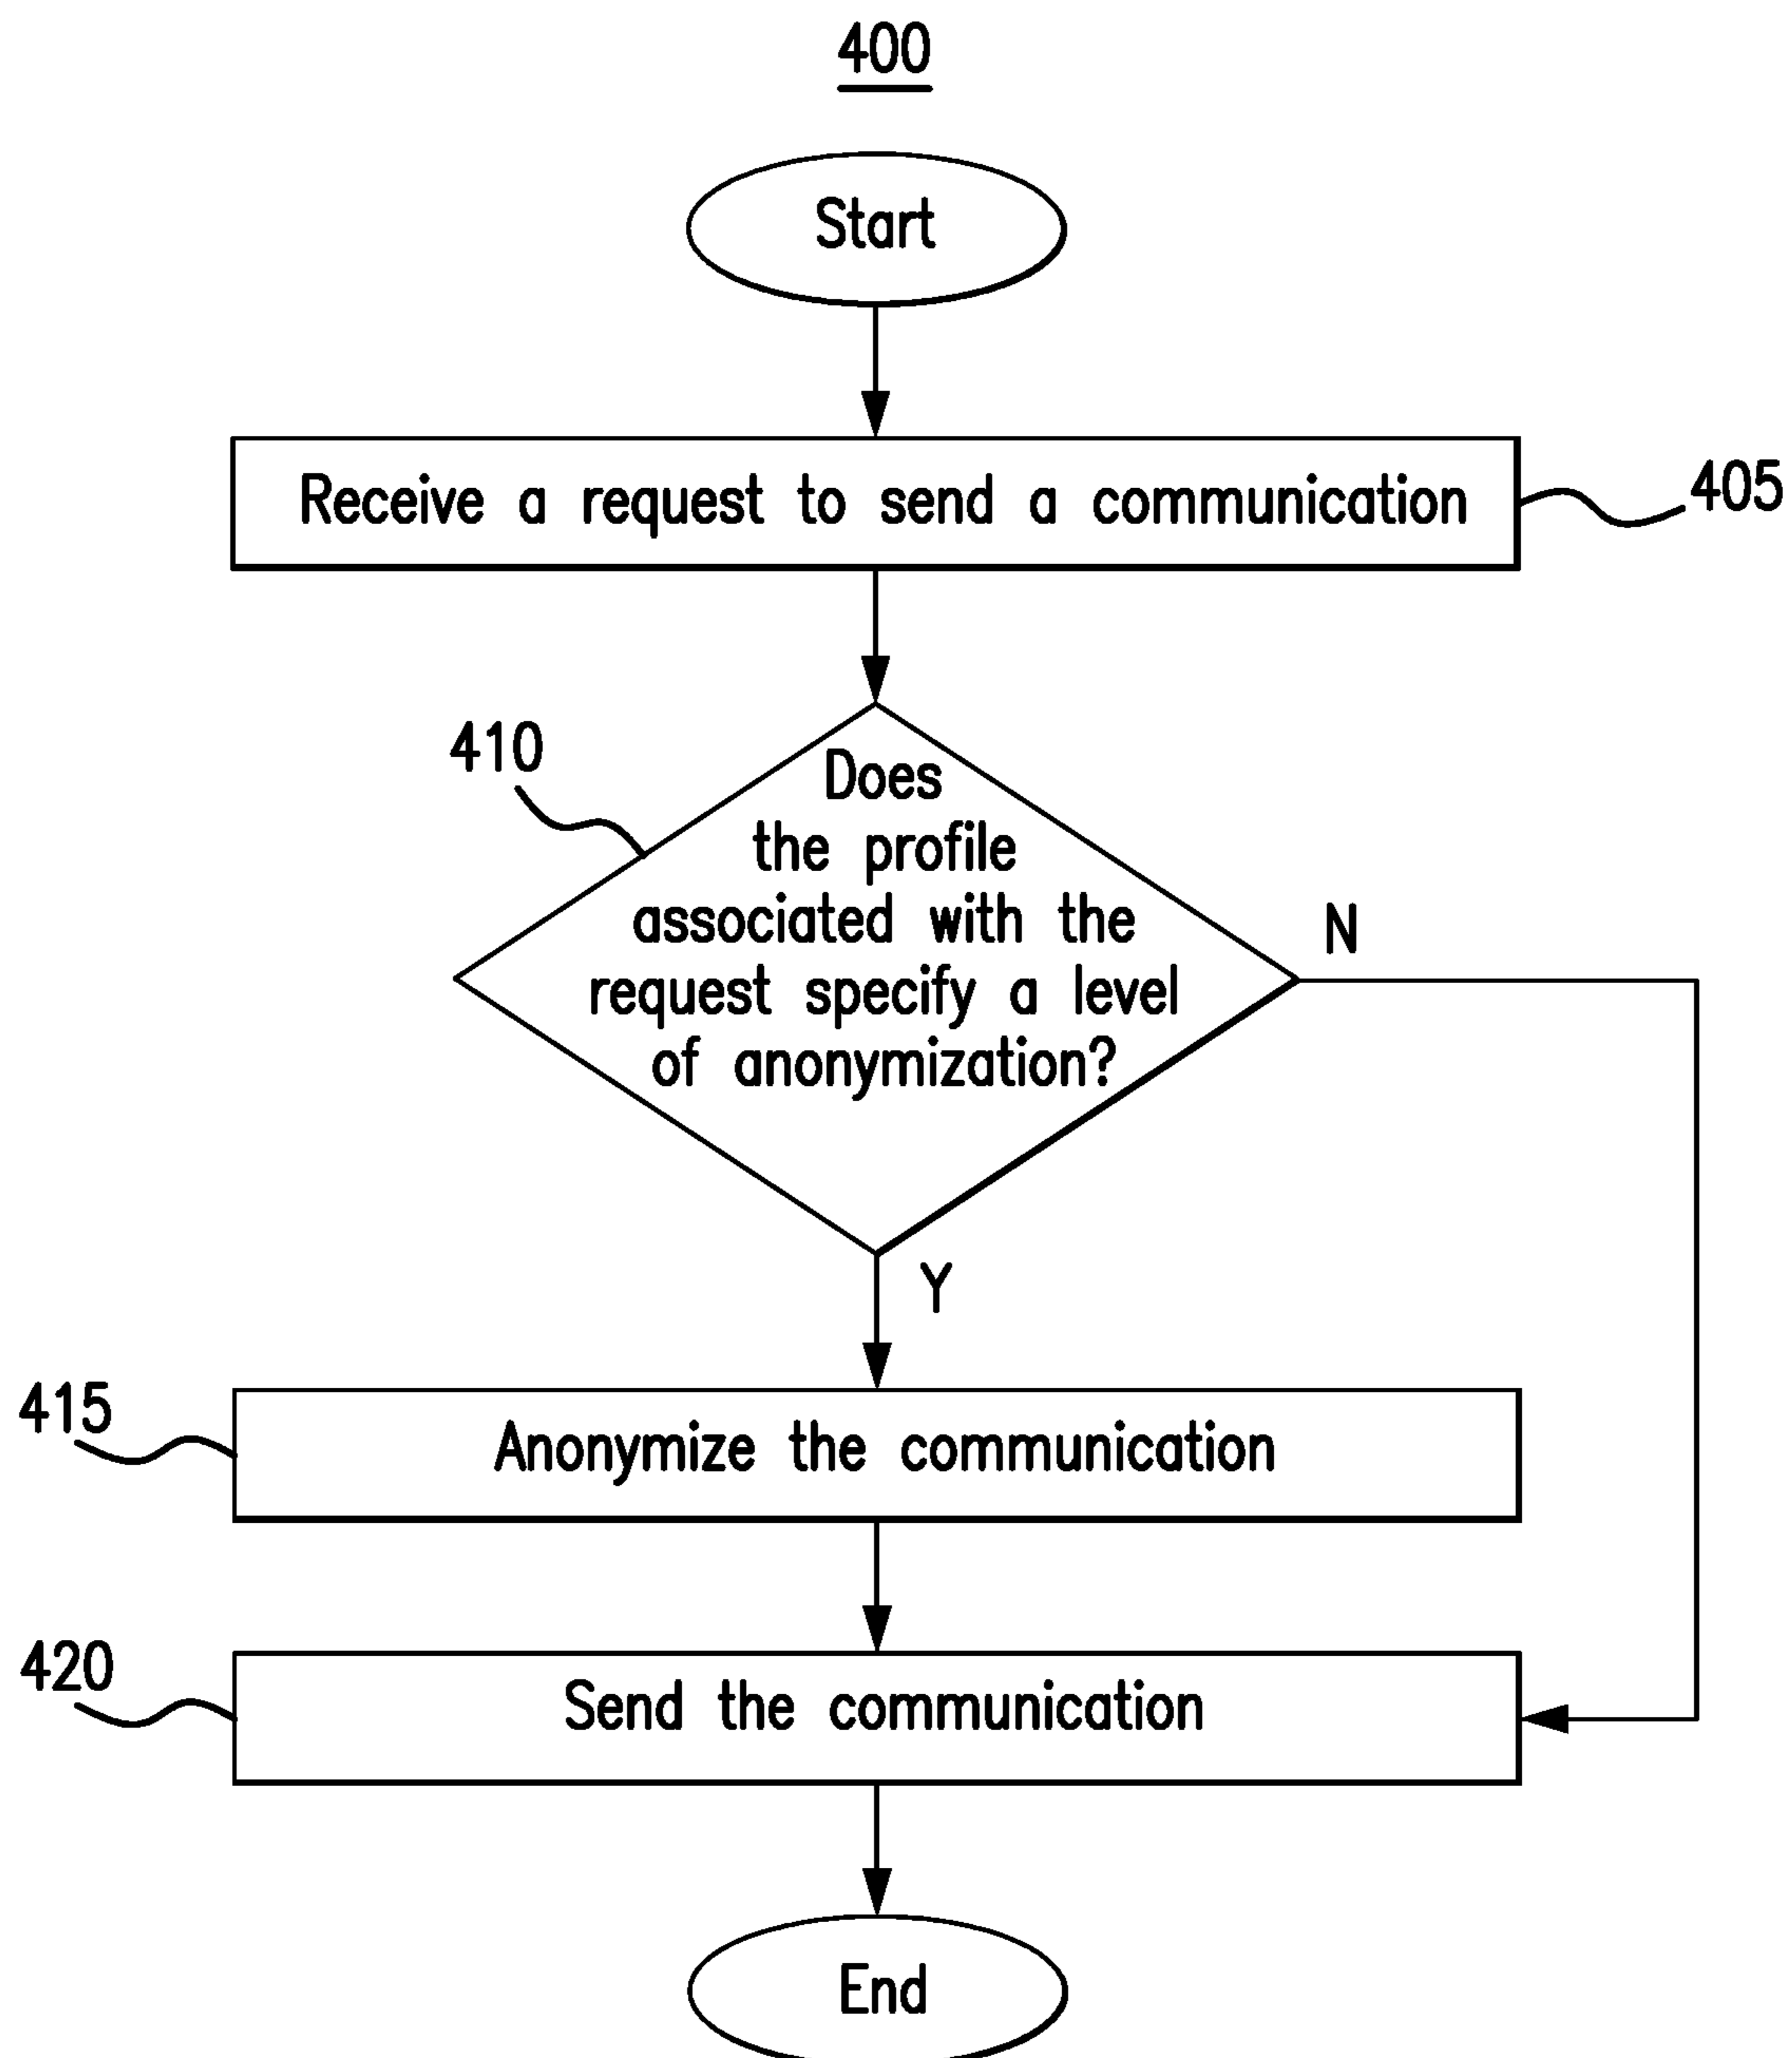 400
Start
Receive a request to send a communication
405
410
Does
the profile
associated with the
request specify a level
of anonymization?
N
Y
415
Anonymize the communication
420
Send the communication
End